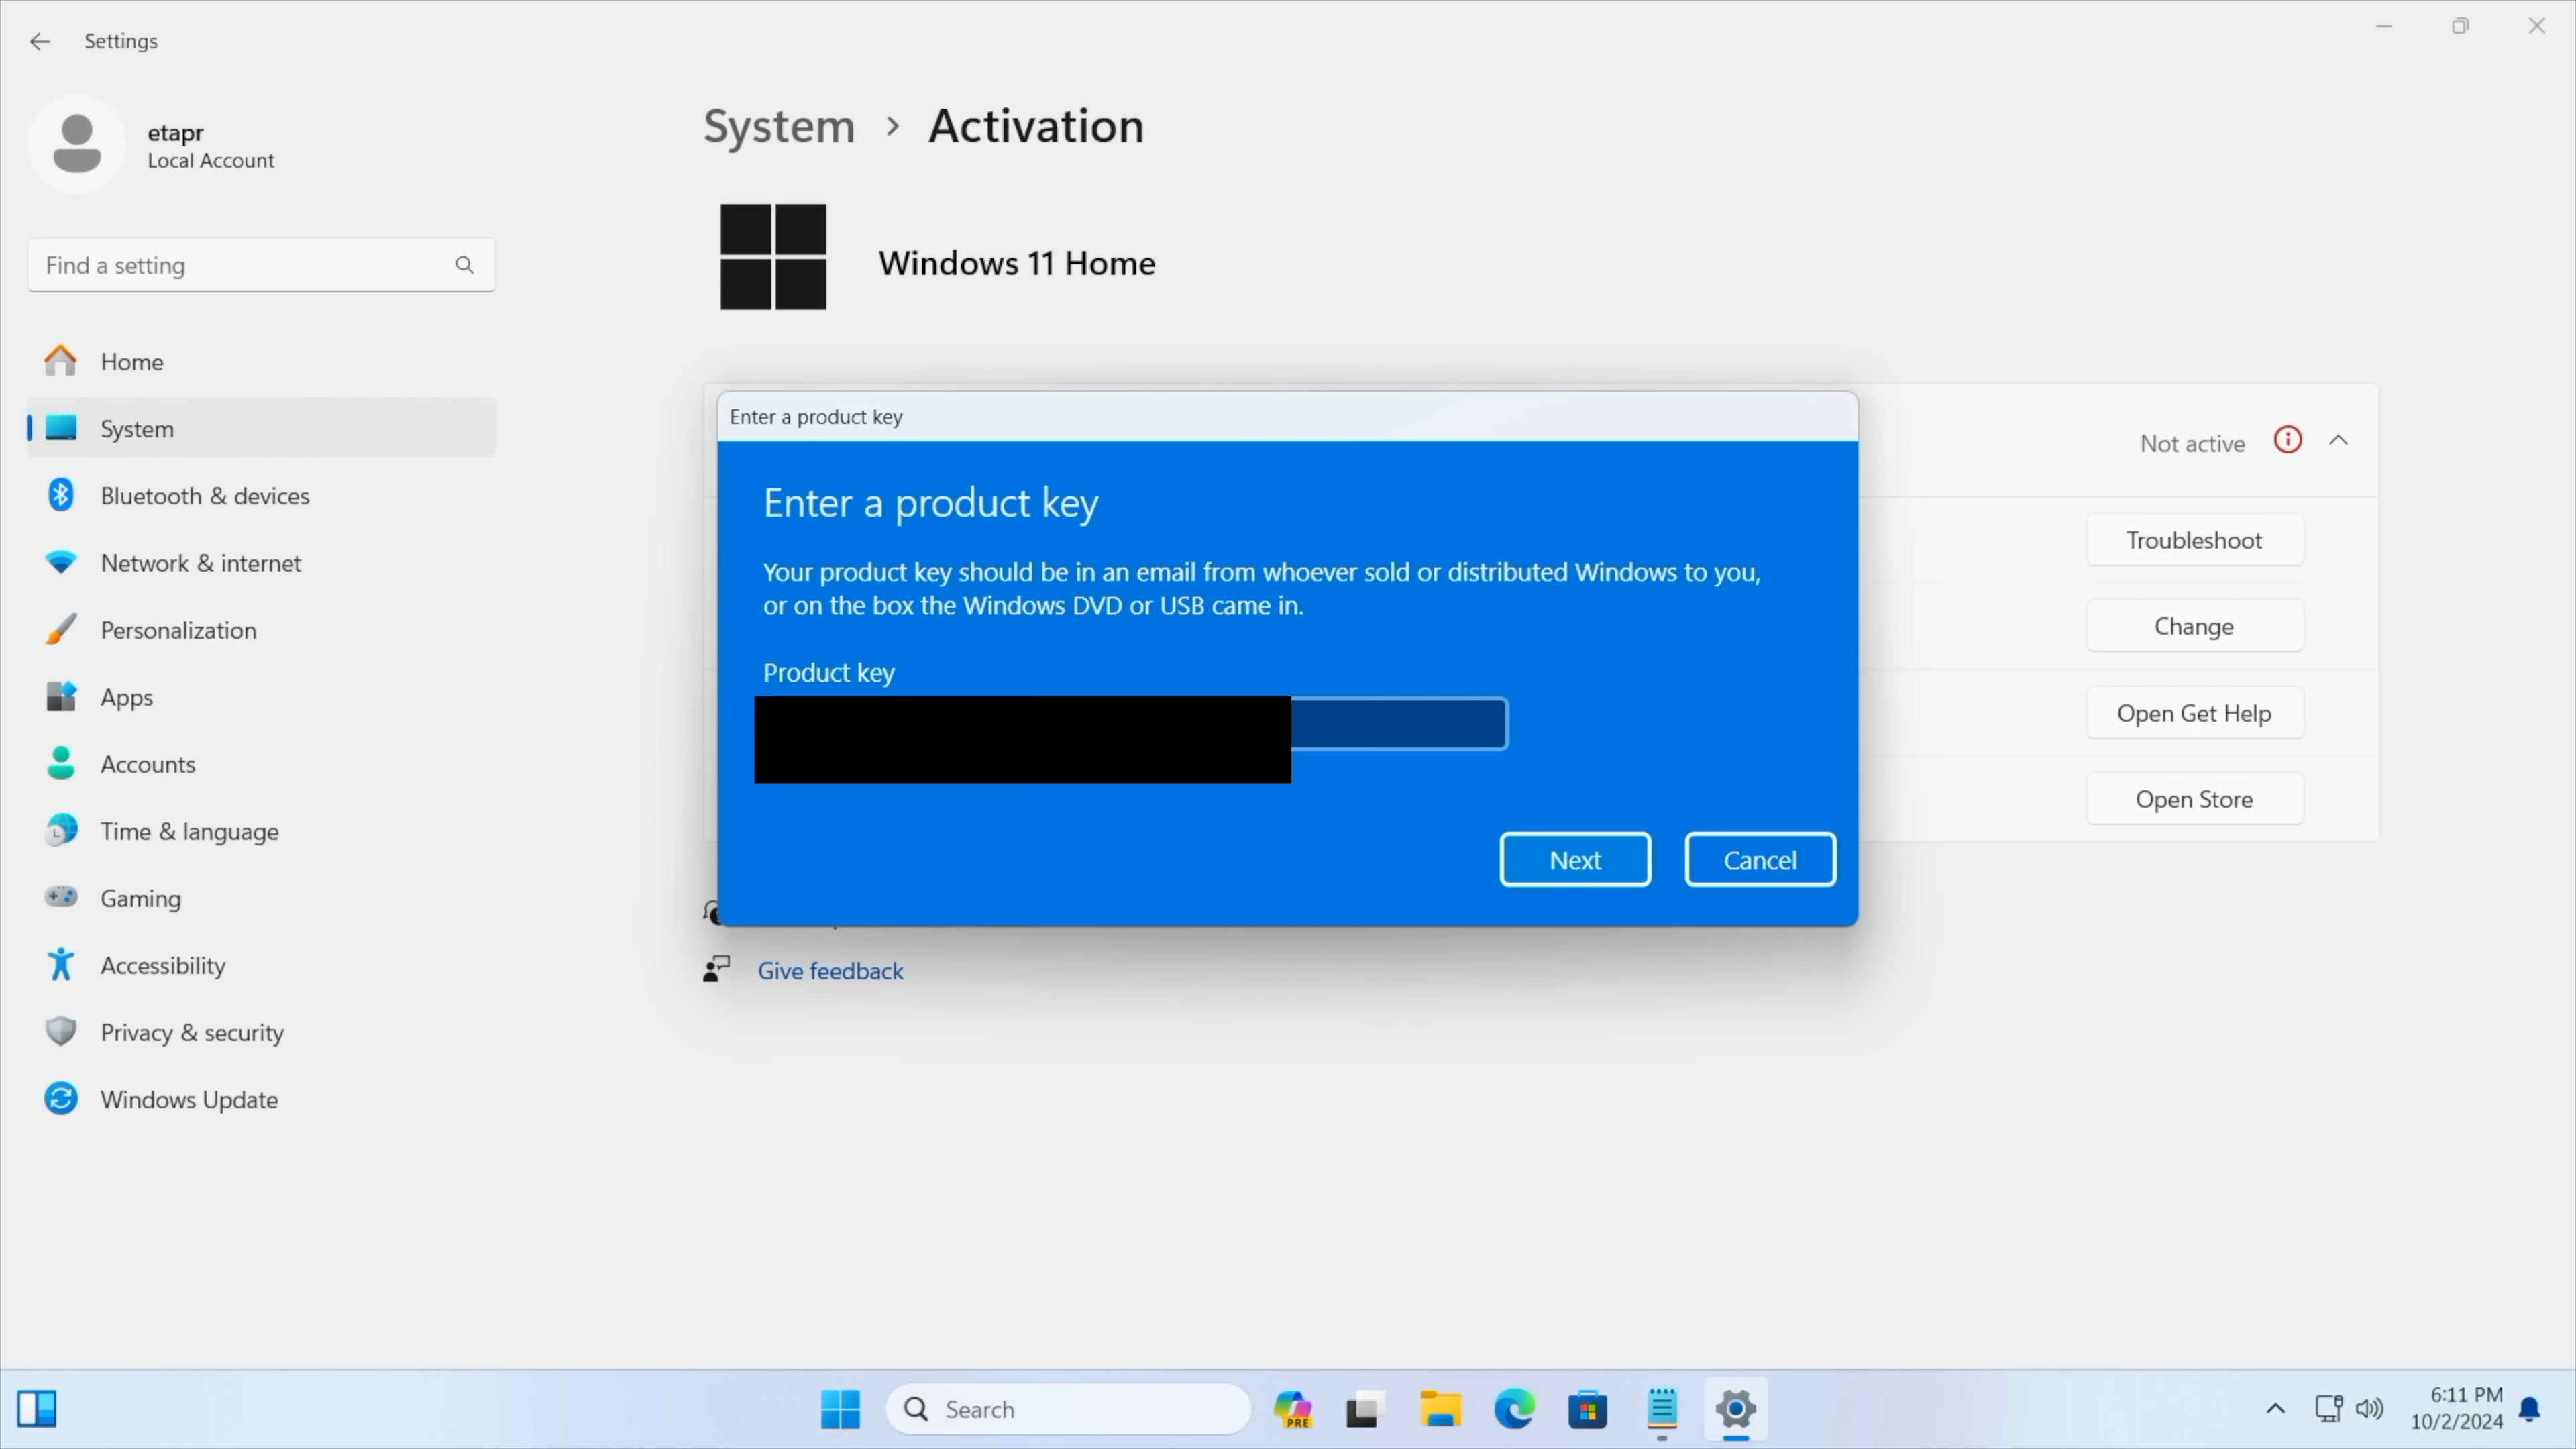 Settings
etapr
Local Account
Find a setting
Home
System
Bluetooth & devices
Network & internet
Personalization
Apps
Accounts
Time & language
Gaming
Accessibility
Privacy & security
Windows Update
System > Activation
Windows 11 Home
Not active
Troubleshoot
Change
Open Get Help
Open Store
Enter a product key
Enter a product key
Your product key should be in an email from whoever sold or distributed Windows to you,
or on the box the Windows DVD or USB came in.
Product key
Next
Cancel
Give feedback
Search
PRE
6:11 PM
10/2/2024